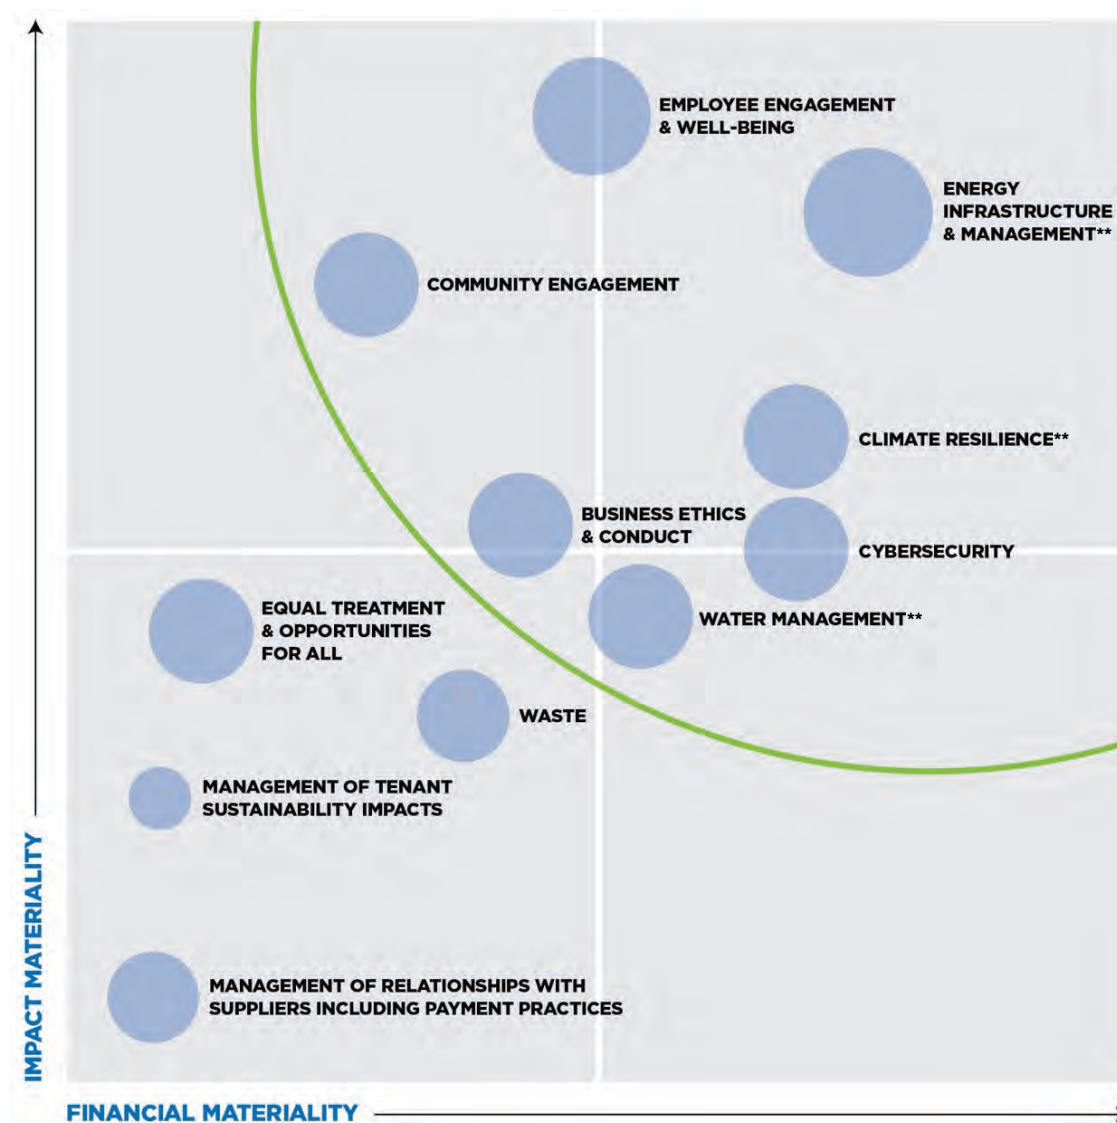 EMPLOYEE ENGAGEMENT
& WELL-BEING
ENERGY
INFRASTRUCTURE
& MANAGEMENT**
COMMUNITY ENGAGEMENT
CLIMATE RESILIENCE**
BUSINESS ETHICS
& CONDUCT
CYBERSECURITY
EQUAL TREATMENT
& OPPORTUNITIES
FOR ALL
WATER MANAGEMENT**
WASTE
MANAGEMENT OF TENANT
SUSTAINABILITY IMPACTS
MANAGEMENT OF RELATIONSHIPS WITH
SUPPLIERS INCLUDING PAYMENT PRACTICES
IMPACT MATERIALITY
FINANCIAL MATERIALITY